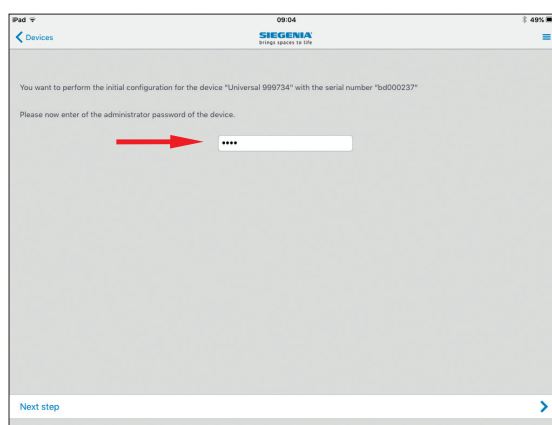 iPad
09:04
49%
Devices
SIEGENIA
brings spaces to life
You want to perform the initial configuration for the device "Universal 999734" with the serial number "bd000237"
Please now enter of the administrator password of the device.
••••
Next step